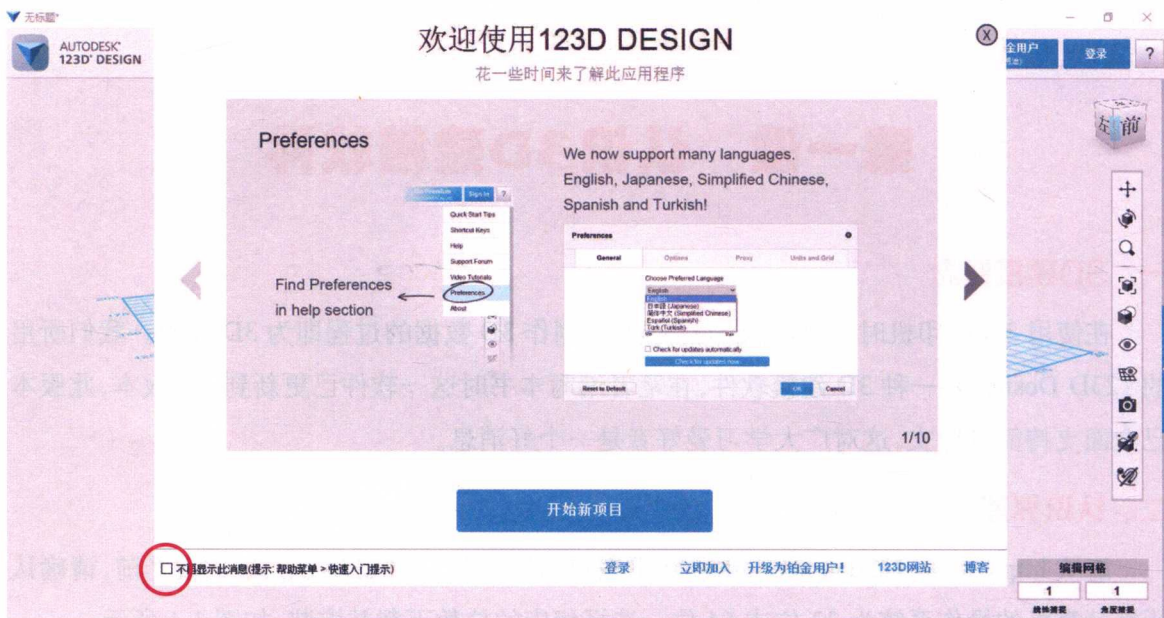 无标题*
AUTODESK®
123D® DESIGN
欢迎使用123D DESIGN
花一些时间来了解此应用程序
登录
?
左 前
Preferences
We now support many languages.
English, Japanese, Simplified Chinese,
Spanish and Turkish!
Sign In ?
Quick Start Tips
Shortcut Keys
Help
Support Forum
Video Tutorials
Preferences
About
Find Preferences
in help section
Preferences
General Options Proxy Units and Grid
Choose Preferred Language
English
English
日本語 (Japanese)
简体中文 (Simplified Chinese)
Español (Spanish)
Türk (Turkish)
Check for updates automatically
Check for updates now
Reset to Default OK Cancel
1/10
开始新项目
不再显示此消息(提示: 帮助菜单 > 快速入门提示)
登录 立即加入 升级为铂金用户! 123D网站 博客
编辑网格
1 1
线性捕捉 角度捕捉